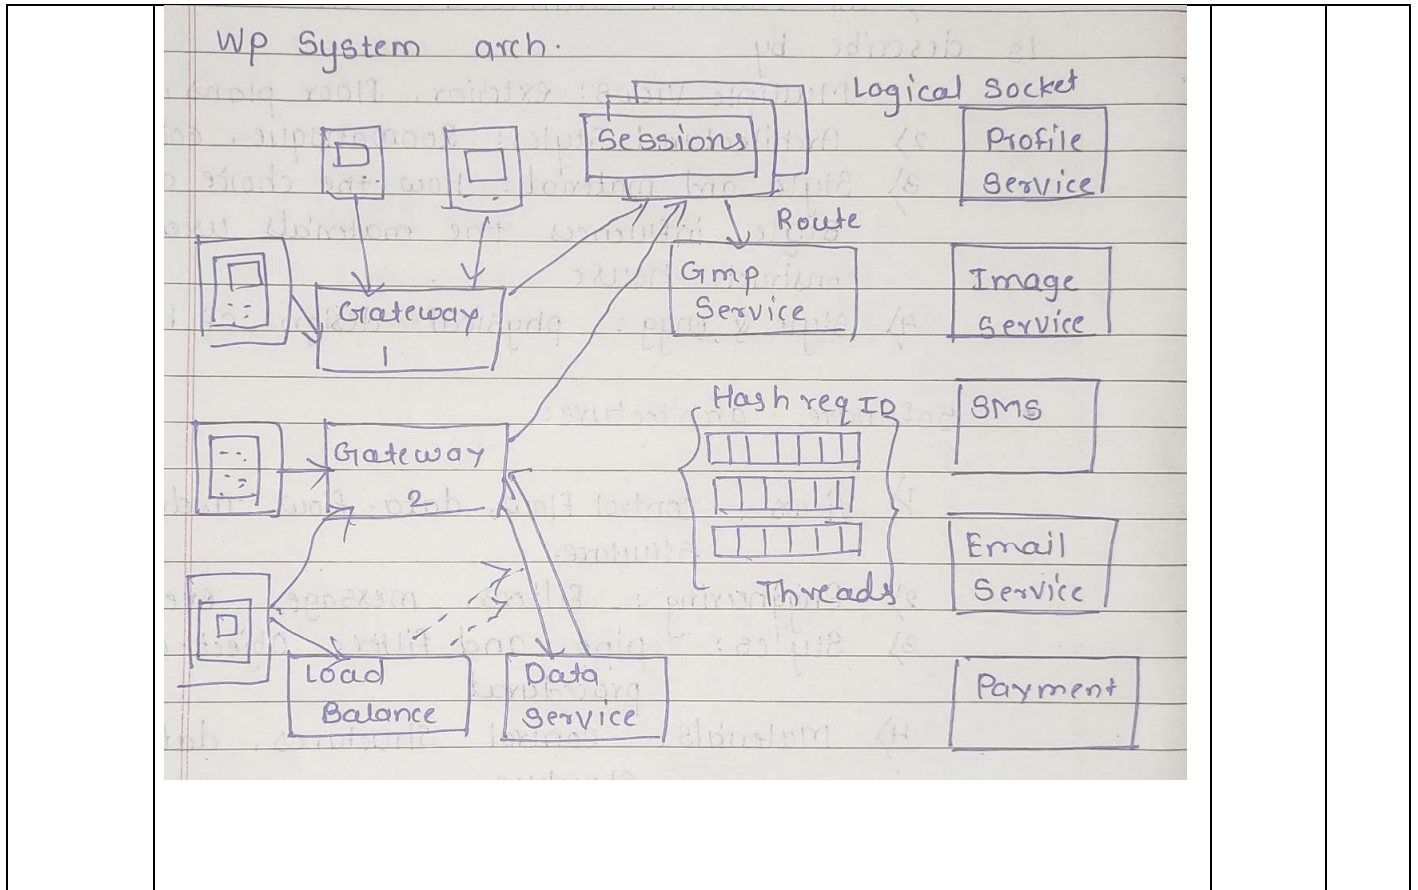 Wp System arch.
Logical Socket
Sessions
Profile
Service
Route
Gateway
1
Gmp
Service
Image
Service
Hash req ID
SMS
Gateway
2
Threads
Email
Service
Load
Balance
Data
Service
Payment